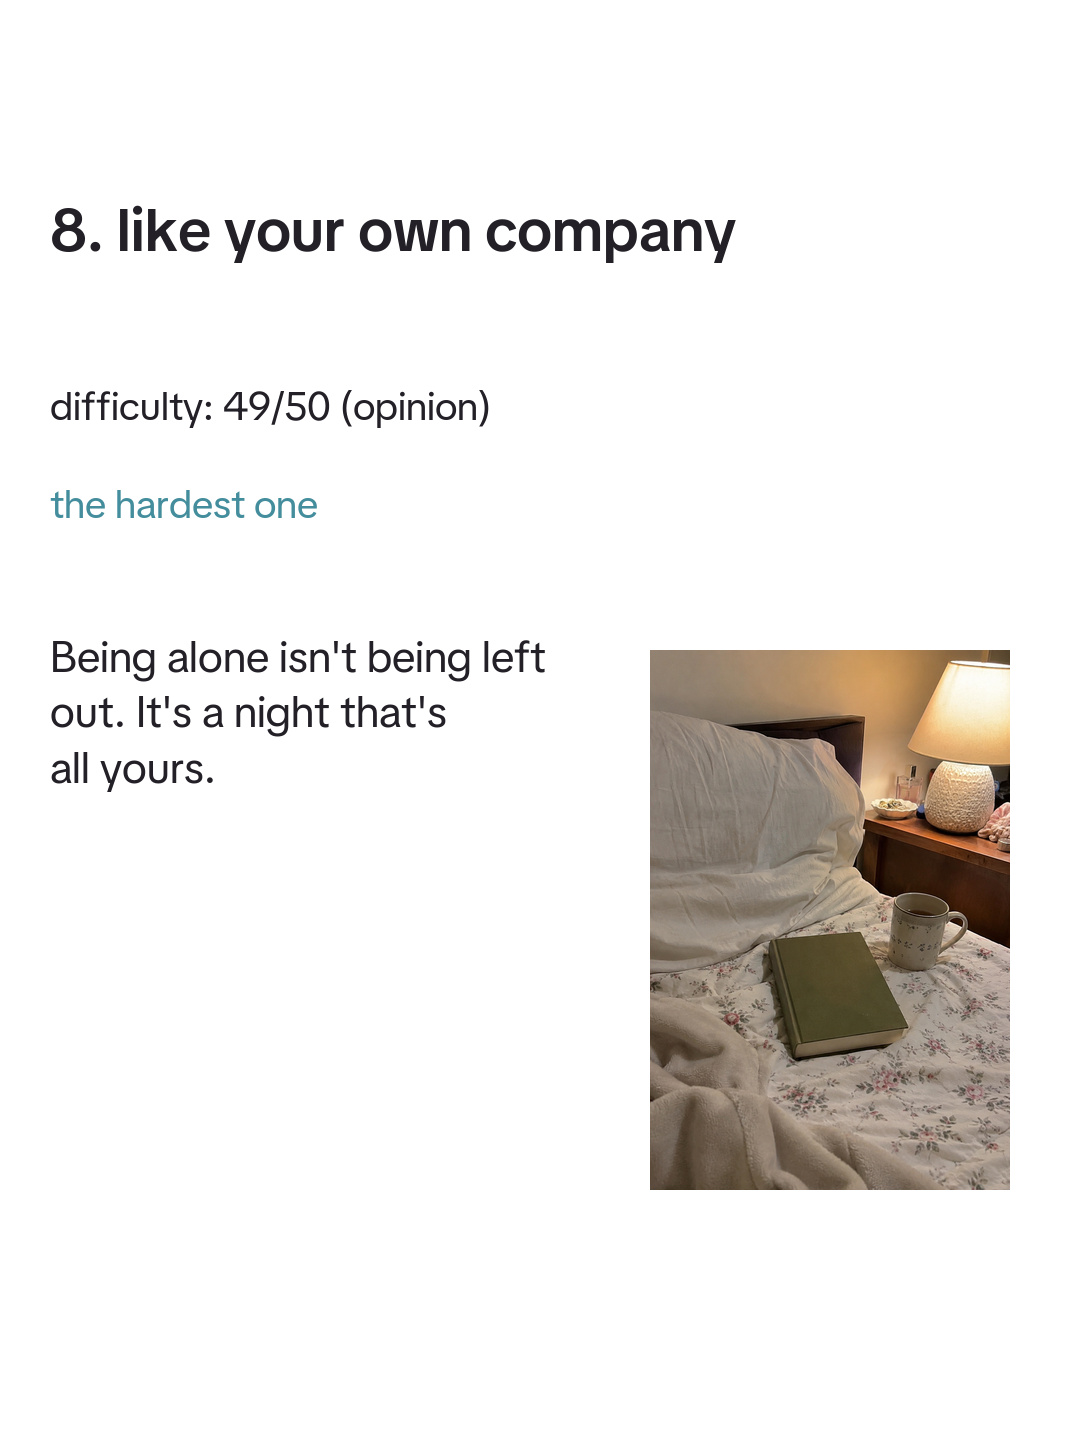 8. like your own company
difficulty: 49/50 (opinion)
the hardest one
Being alone isn't being left
out. It's a night that's
all yours.